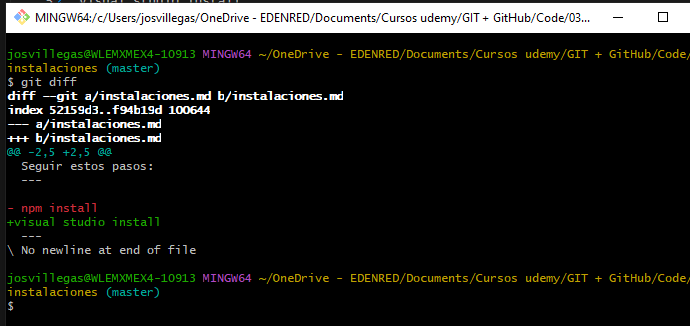 MINGW64:/c/Users/josvillegas/OneDrive - EDENRED/Documents/Cursos udemy/GIT + GitHub/Code/03...
josvillegas@WLEMXMEX4-1O913 MINGW64 ~/OneDrive - EDENRED/Documents/Cursos udemy/GIT + GitHub/Code/
instalaciones (master)
$ git diff
diff --git a/instalaciones.md b/instalaciones.md
index 52159d3..f94b19d 100644
--- a/instalaciones.md
+++ b/instalaciones.md
@@ -2,5 +2,5 @@
Seguir estos pasos:
---
- npm install
+visual studio install
---
\ No newline at end of file
josvillegas@WLEMXMEX4-1O913 MINGW64 ~/OneDrive - EDENRED/Documents/Cursos udemy/GIT + GitHub/Code/
instalaciones (master)
$